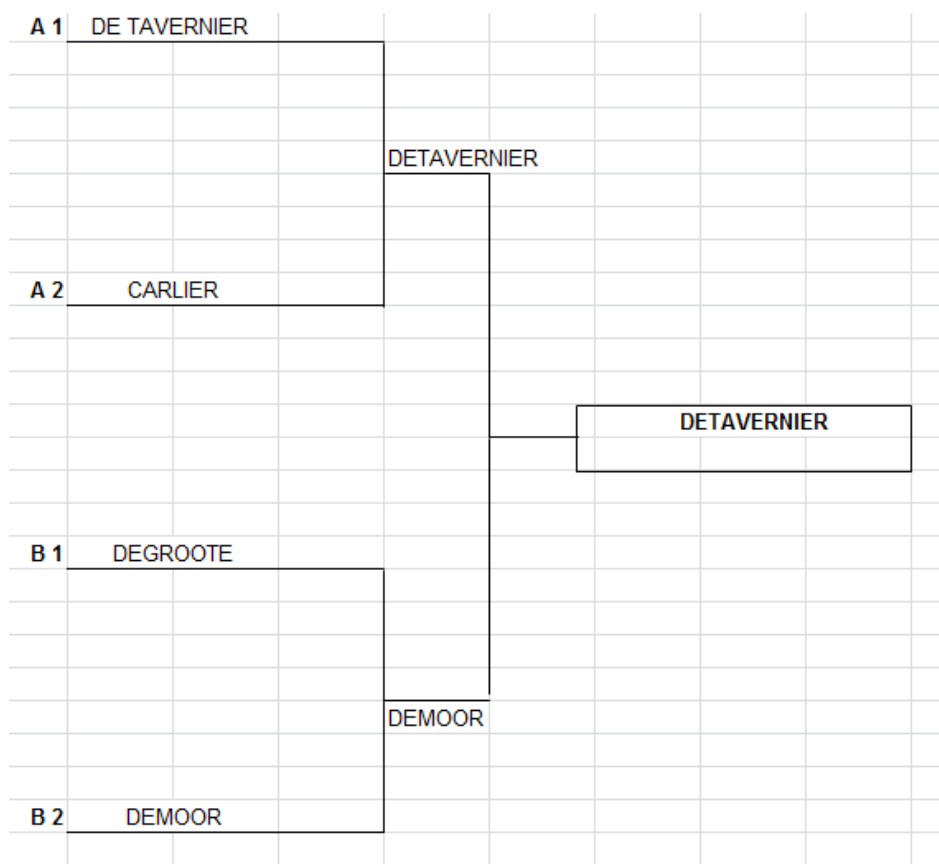 A 1 DE TAVERNIER
DETAVERNIER
A 2 CARLIER
DETAVERNIER
B 1 DEGROOTE
DEMOOR
B 2 DEMOOR